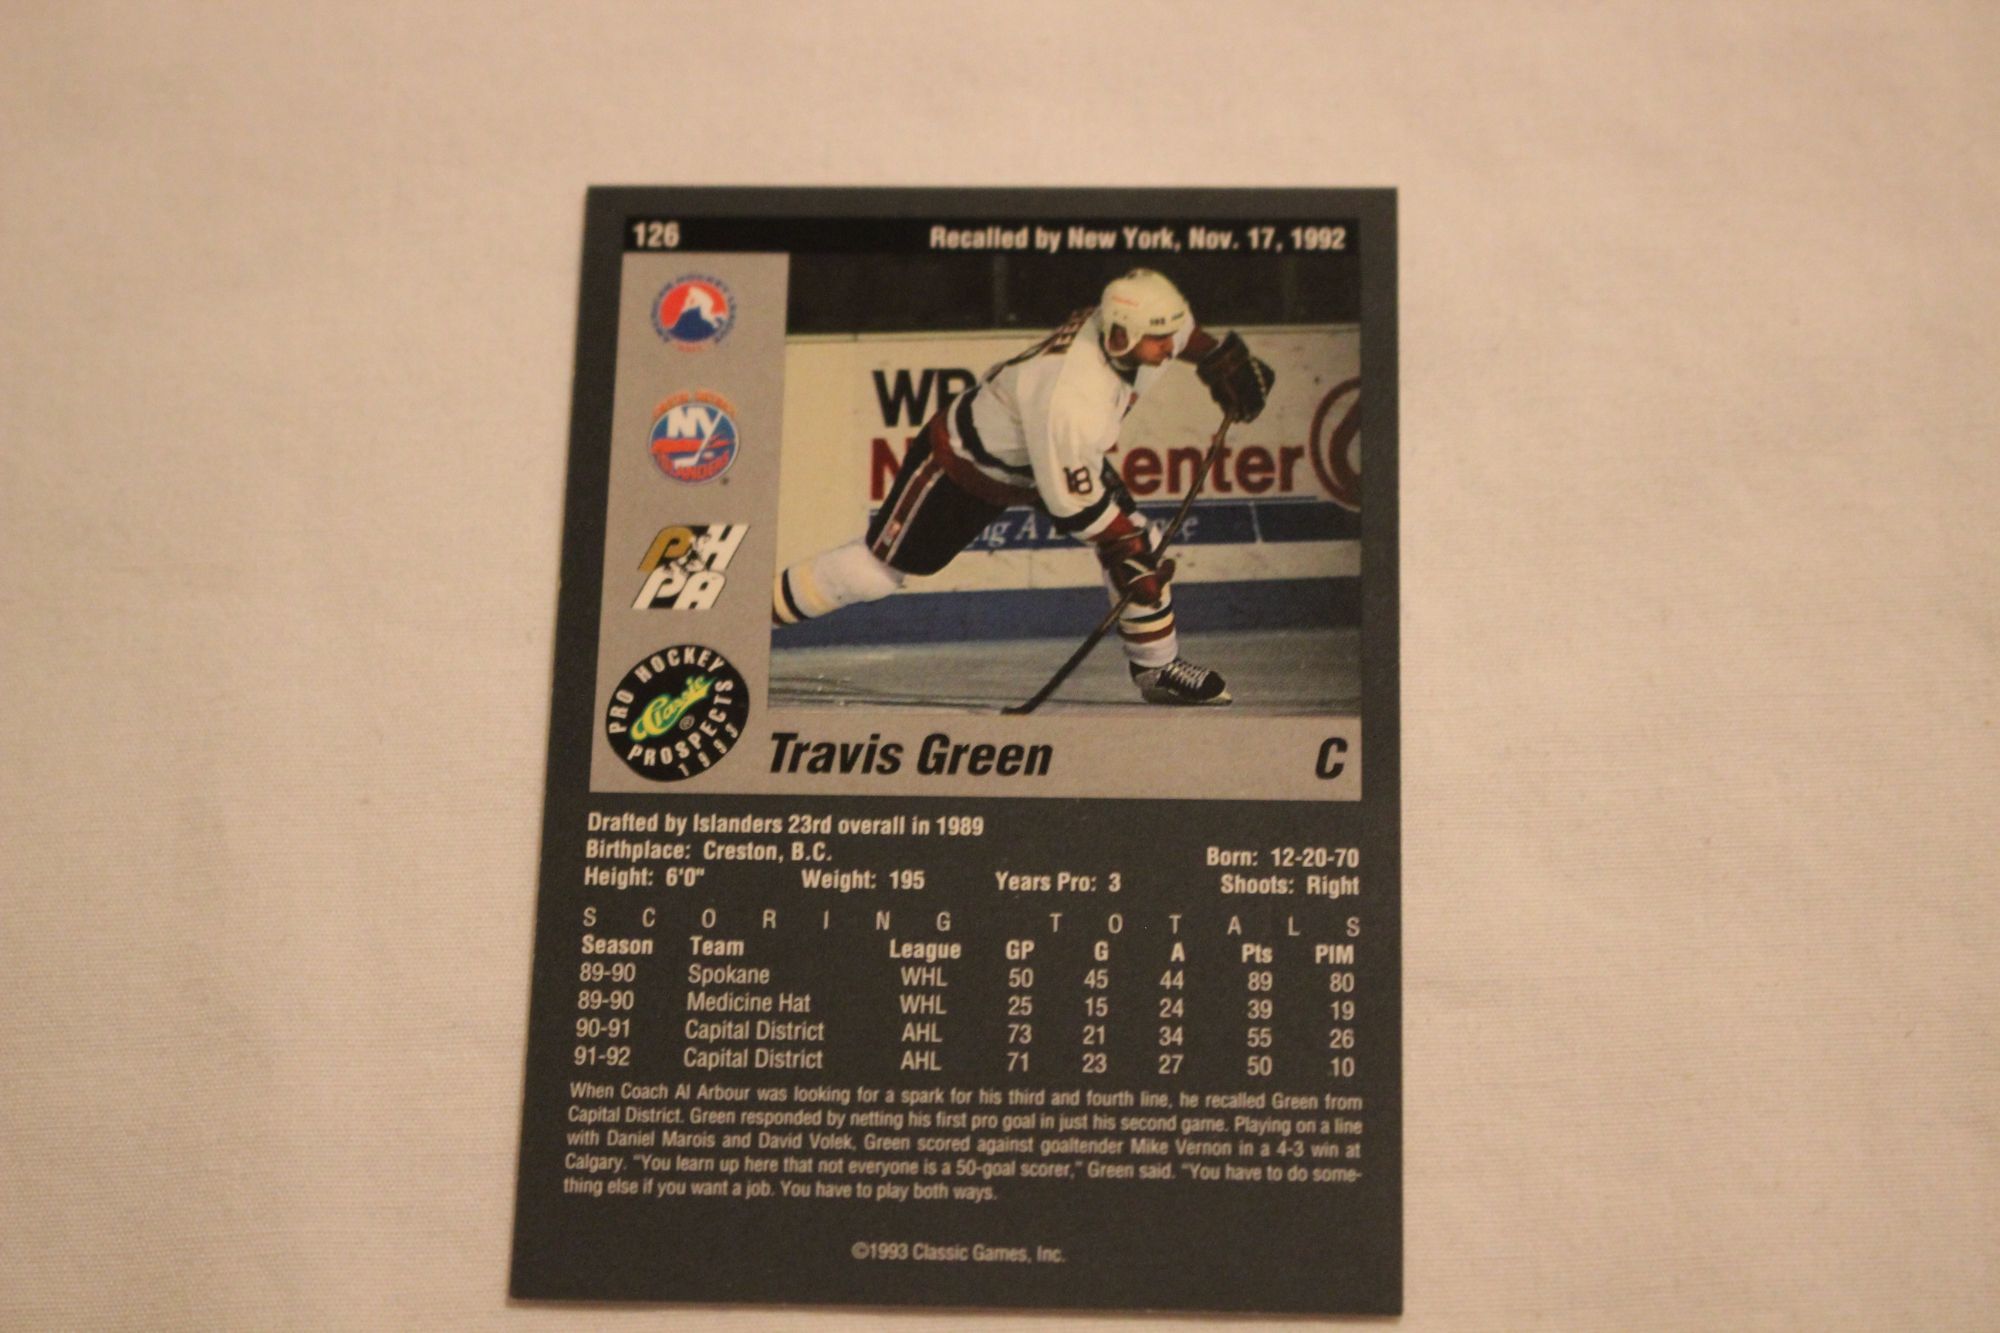 126 Recalled by New York, Nov. 17, 1992
NY
ISLANDERS
PHPA
PRO HOCKEY
Classic
PROSPECTS
1993
WR
N Center
18
Travis Green C
Drafted by Islanders 23rd overall in 1989
Birthplace: Creston, B.C. Born: 12-20-70
Height: 6'0" Weight: 195 Years Pro: 3 Shoots: Right
SCORING TOTALS
Season Team League GP G A Pts PIM
89-90 Spokane WHL 50 45 44 89 80
89-90 Medicine Hat WHL 25 15 24 39 19
90-91 Capital District AHL 73 21 34 55 26
91-92 Capital District AHL 71 23 27 50 10
When Coach Al Arbour was looking for a spark for his third and fourth line, he recalled Green from
Capital District. Green responded by netting his first pro goal in just his second game. Playing on a line
with Daniel Marois and David Volek, Green scored against goaltender Mike Vernon in a 4-3 win at
Calgary. "You learn up here that not everyone is a 50-goal scorer," Green said. "You have to do some-
thing else if you want a job. You have to play both ways.
©1993 Classic Games, Inc.